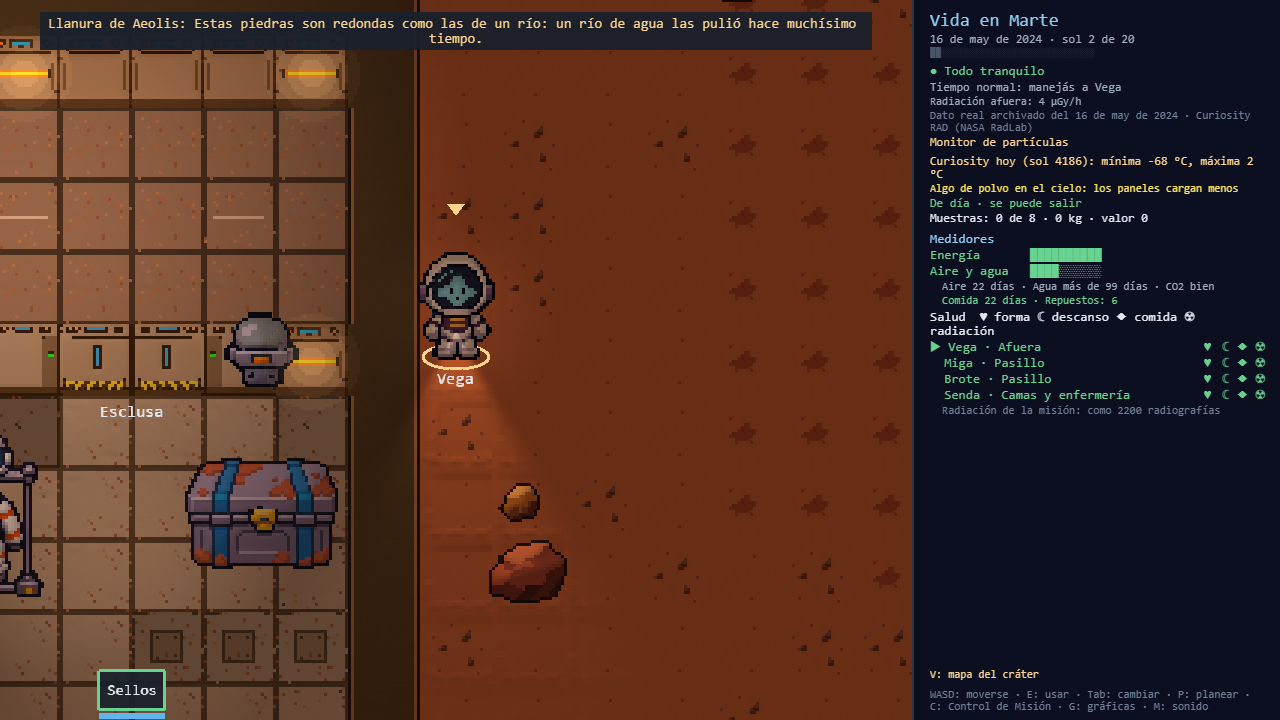 Llanura de Aeolis: Estas piedras son redondas como las de un río: un río de agua las pulió hace muchísimo
tiempo.
Vega
Esclusa
Sellos
Vida en Marte
16 de may de 2024 · sol 2 de 20
● Todo tranquilo
Tiempo normal: manejás a Vega
Radiación afuera: 4 µGy/h
Dato real archivado del 16 de may de 2024 · Curiosity
RAD (NASA RadLab)
Monitor de partículas
Curiosity hoy (sol 4186): mínima -68 °C, máxima 2
°C
Algo de polvo en el cielo: los paneles cargan menos
De día · se puede salir
Muestras: 0 de 8 · 0 kg · valor 0
Medidores
Energía
Aire y agua
Aire 22 días · Agua más de 99 días · CO2 bien
Comida 22 días · Repuestos: 6
Salud ♥ forma ☾ descanso ◆ comida ☢
radiación
▶ Vega · Afuera ♥ ☾ ◆ ☢
Miga · Pasillo ♥ ☾ ◆ ☢
Brote · Pasillo ♥ ☾ ◆ ☢
Senda · Camas y enfermería ♥ ☾ ◆ ☢
Radiación de la misión: como 2200 radiografías
V: mapa del cráter
WASD: moverse · E: usar · Tab: cambiar · P: planear ·
C: Control de Misión · G: gráficas · M: sonido